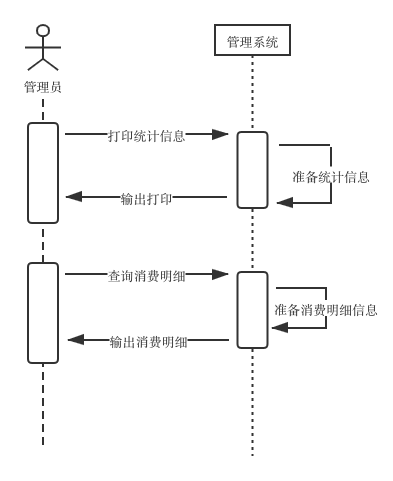 管理系统
管理员
打印统计信息
准备统计信息
输出打印
查询消费明细
准备消费明细信息
输出消费明细